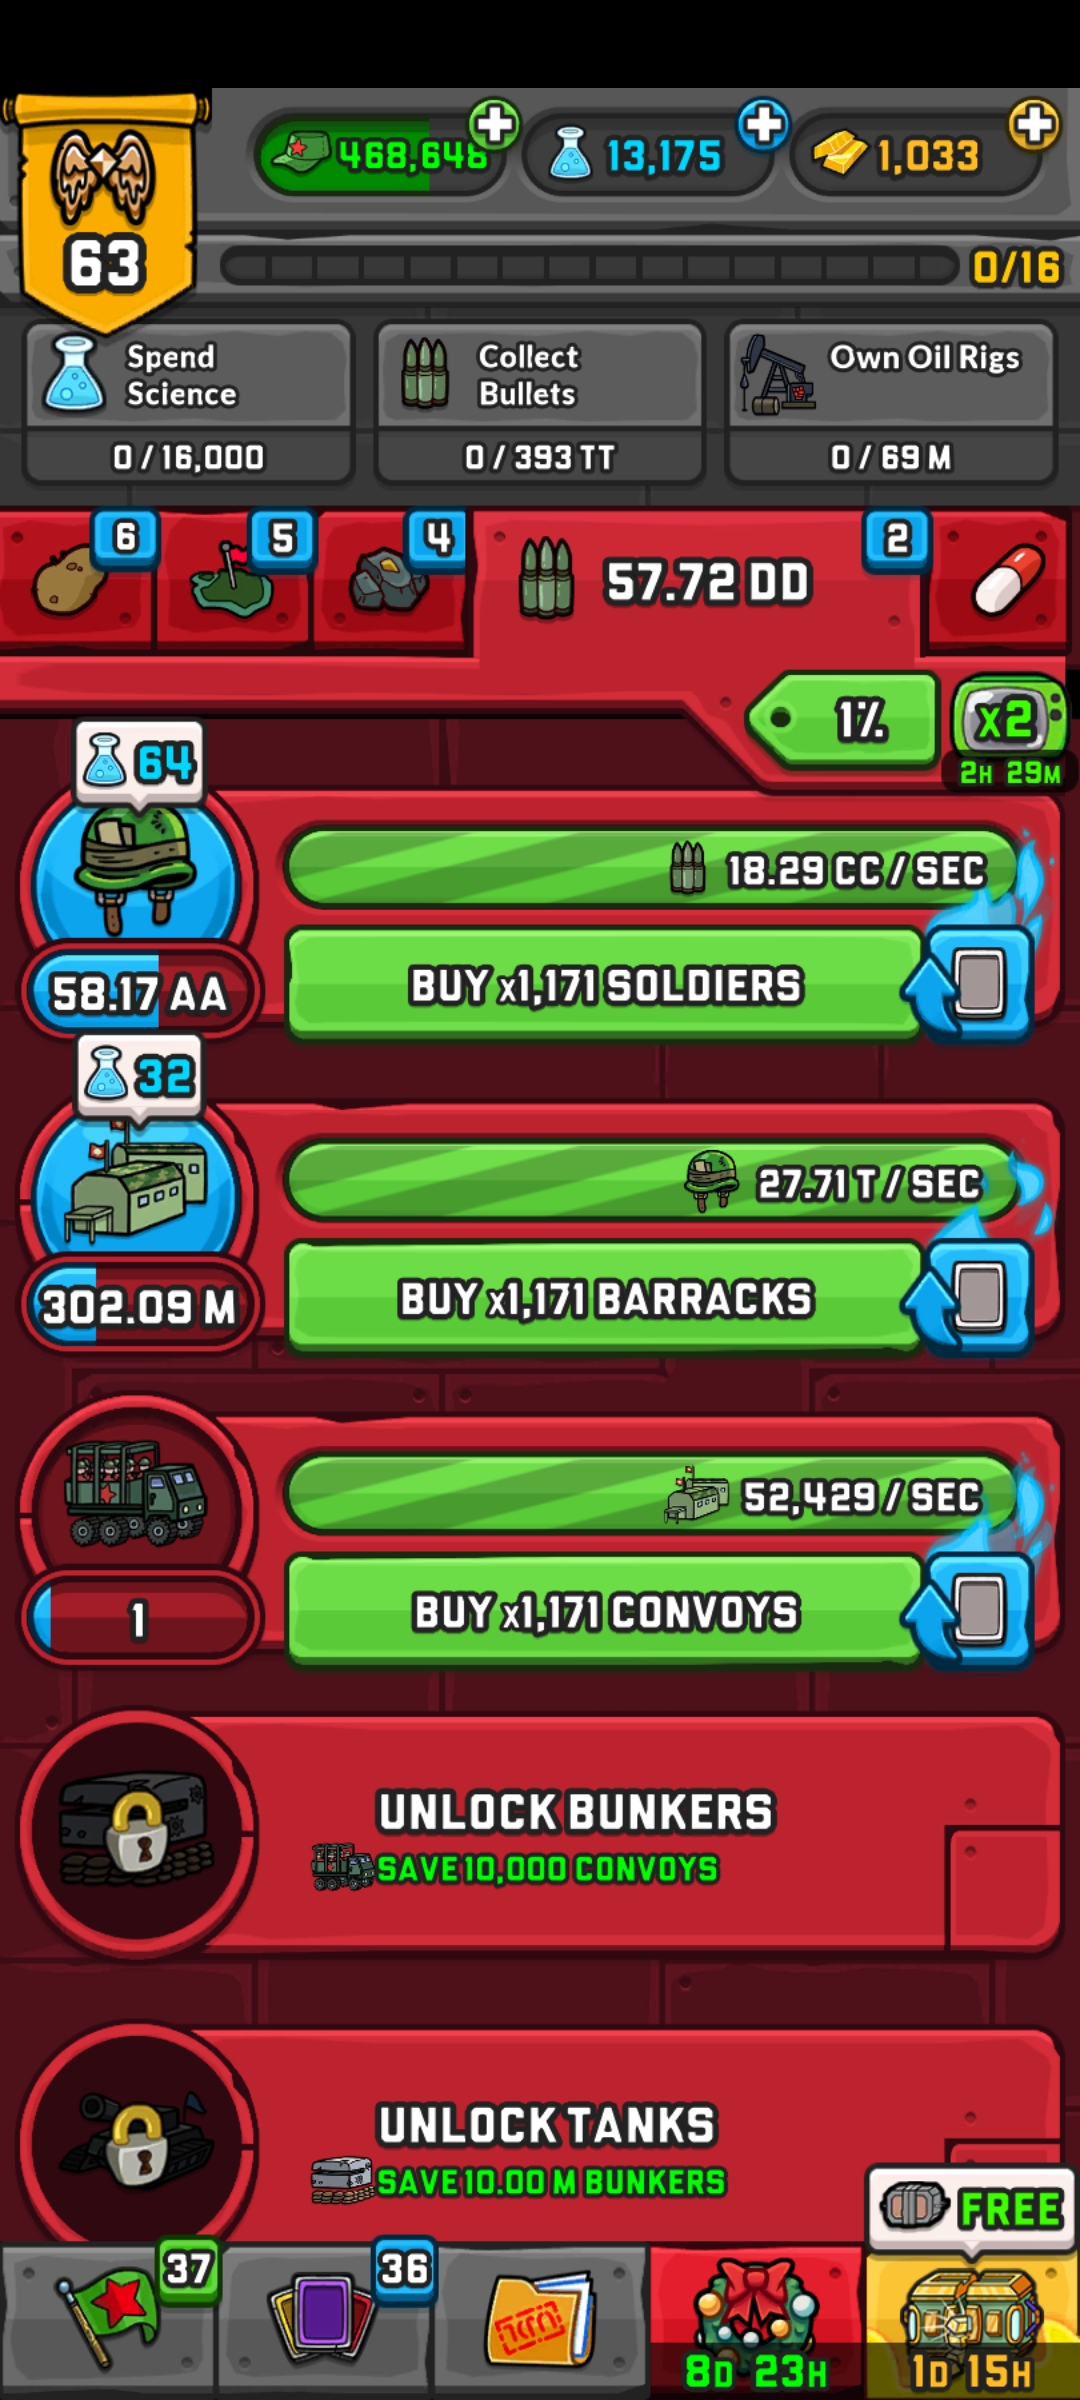 468,648
13,175
1,033
63
0/16
Spend
Science
0 / 16,000
Collect
Bullets
0 / 393 TT
Own Oil Rigs
0 / 69 M
6
5
4
57.72 DD
2
1%
x2
2H 29M
64
18.29 CC / SEC
58.17 AA
BUY x1,171 SOLDIERS
32
27.71 T / SEC
302.09 M
BUY x1,171 BARRACKS
52,429 / SEC
1
BUY x1,171 CONVOYS
UNLOCK BUNKERS
SAVE 10,000 CONVOYS
UNLOCK TANKS
SAVE 10.00 M BUNKERS
FREE
37
36
8D 23H
1D 15H